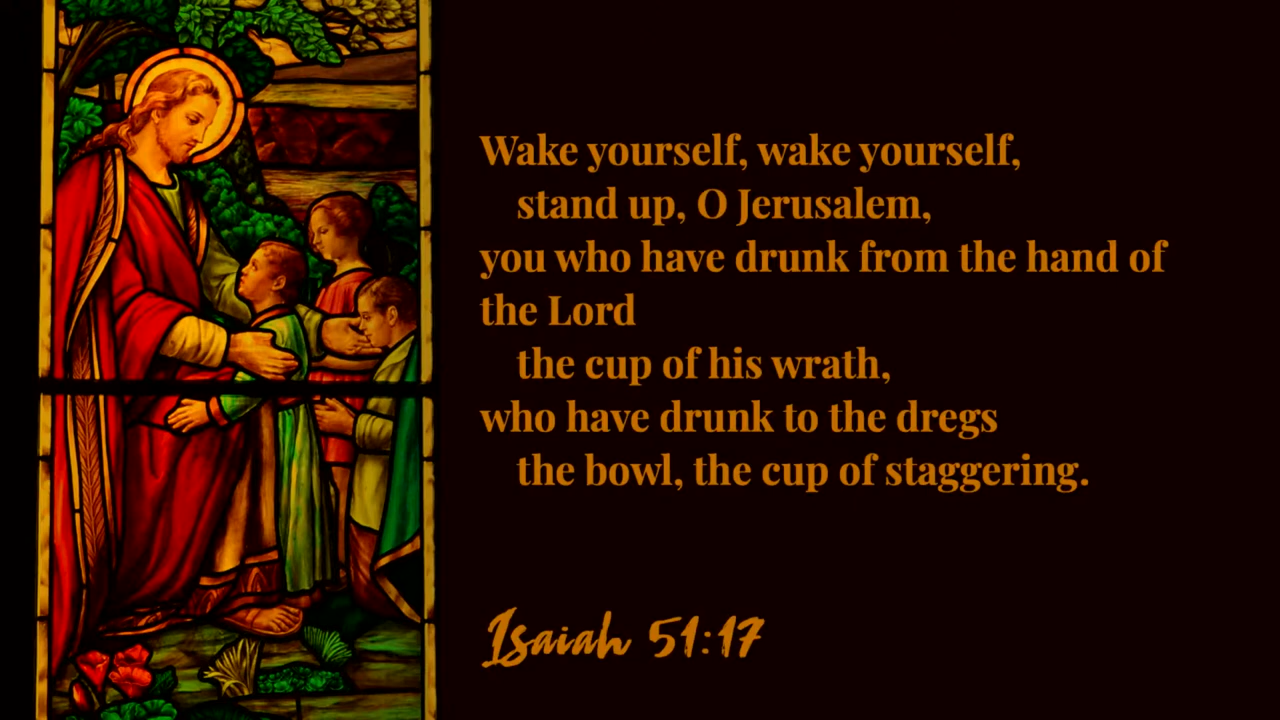 Wake yourself, wake yourself,
stand up, O Jerusalem,
you who have drunk from the hand of
the Lord
the cup of his wrath,
who have drunk to the dregs
the bowl, the cup of staggering.
Isaiah 51:17